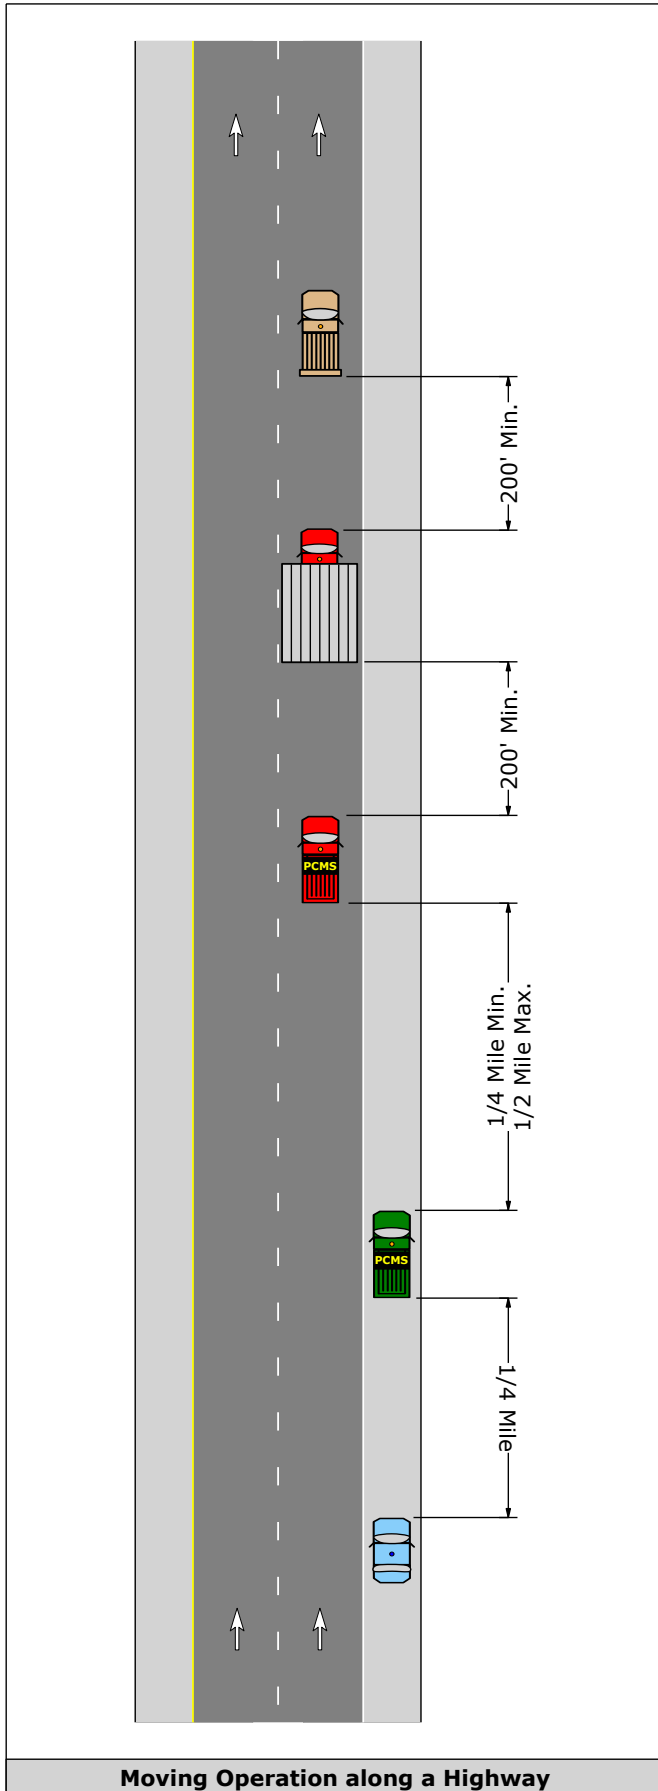 200' Min.
200' Min.
PCMS
1/4 Mile Min.
1/2 Mile Max.
PCMS
1/4 Mile
Moving Operation along a Highway